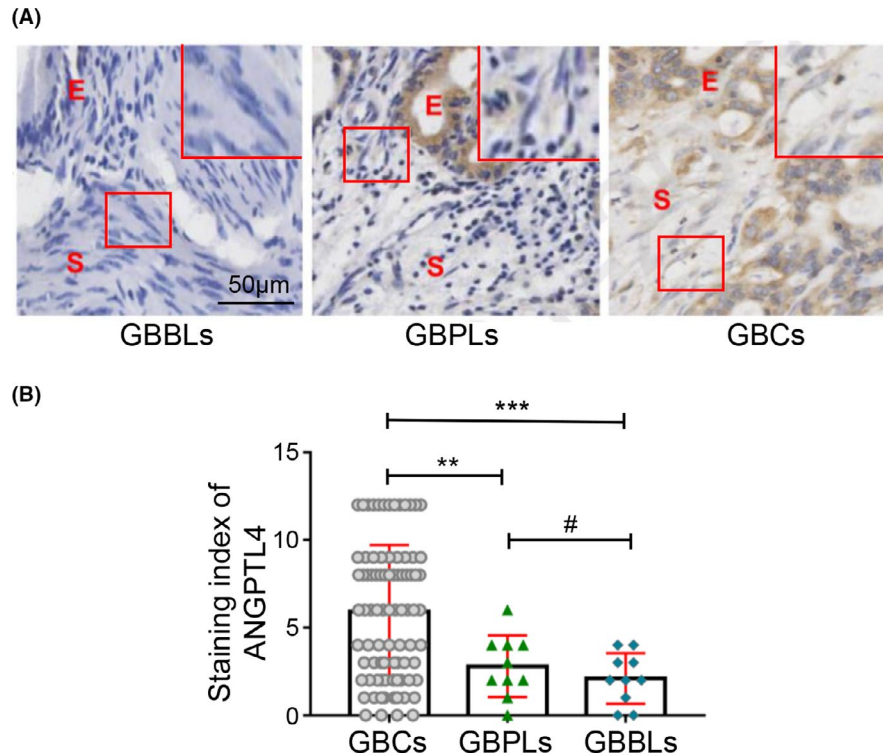 (A)
E
S
50µm
E
S
E
S
GBBLs
GBPLs
GBCs
(B)
***
**
#
15
10
5
0
Staining index of
ANGPTL4
GBCs
GBPLs
GBBLs